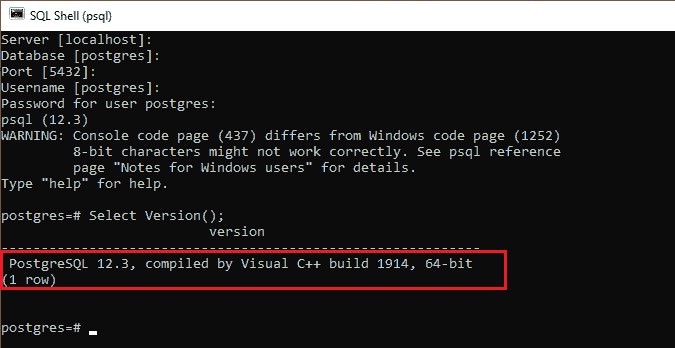 SQL Shell (psql)
Server [localhost]:
Database [postgres]:
Port [5432]:
Username [postgres]:
Password for user postgres:
psql (12.3)
WARNING: Console code page (437) differs from Windows code page (1252)
         8-bit characters might not work correctly. See psql reference
         page "Notes for Windows users" for details.
Type "help" for help.
postgres=# Select Version();
                          version
------------------------------------------------------------
 PostgreSQL 12.3, compiled by Visual C++ build 1914, 64-bit
(1 row)
postgres=#